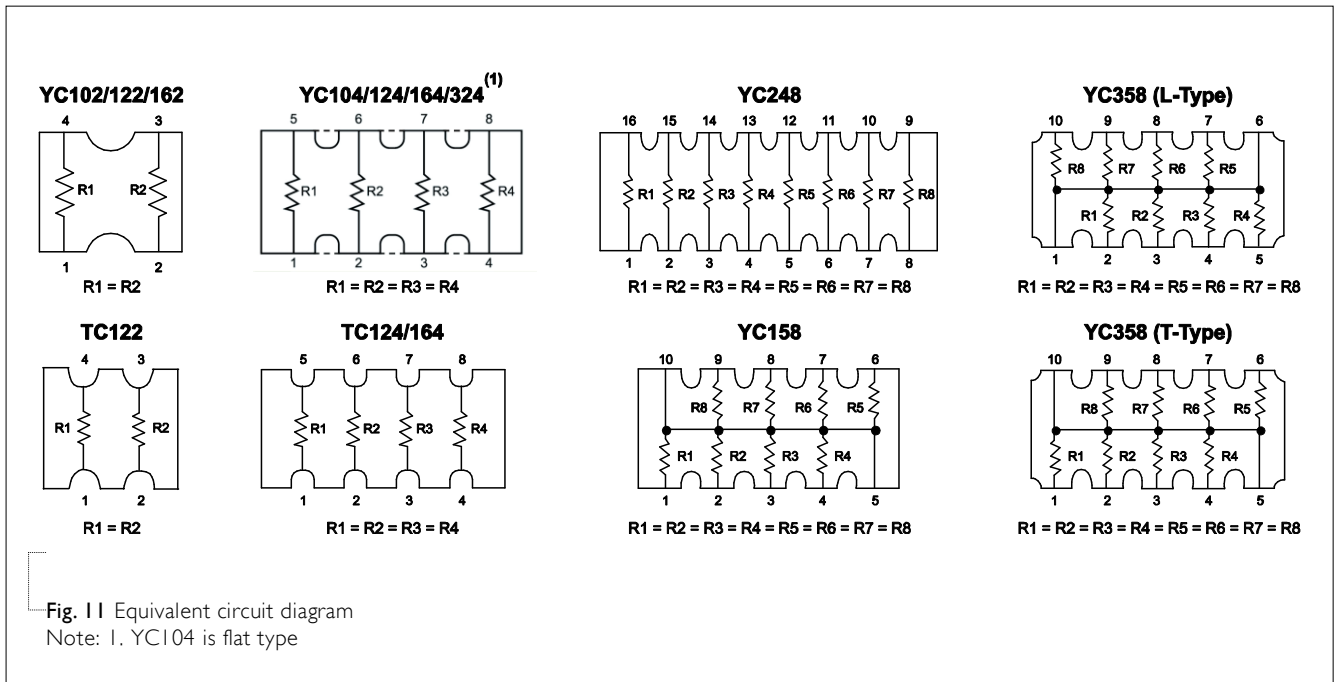 YC102/122/162
4 3
R1 R2
1 2
R1 = R2
YC104/124/164/324 (1)
5 6 7 8
R1 R2 R3 R4
1 2 3 4
R1 = R2 = R3 = R4
YC248
16 15 14 13 12 11 10 9
R1 R2 R3 R4 R5 R6 R7 R8
1 2 3 4 5 6 7 8
R1 = R2 = R3 = R4 = R5 = R6 = R7 = R8
YC358 (L-Type)
10 9 8 7 6
R8 R7 R6 R5
R1 R2 R3 R4
1 2 3 4 5
R1 = R2 = R3 = R4 = R5 = R6 = R7 = R8
TC122
4 3
R1 R2
1 2
R1 = R2
TC124/164
5 6 7 8
R1 R2 R3 R4
1 2 3 4
R1 = R2 = R3 = R4
YC158
10 9 8 7 6
R8 R7 R6 R5
R1 R2 R3 R4
1 2 3 4 5
R1 = R2 = R3 = R4 = R5 = R6 = R7 = R8
YC358 (T-Type)
10 9 8 7 6
R8 R7 R6 R5
R1 R2 R3 R4
1 2 3 4 5
R1 = R2 = R3 = R4 = R5 = R6 = R7 = R8
Fig. 11 Equivalent circuit diagram
Note: 1. YC104 is flat type